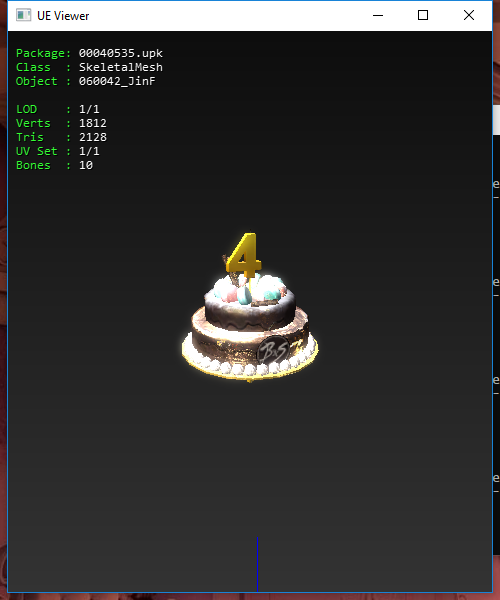 UE Viewer
Package: 00040535.upk
Class  : SkeletalMesh
Object : 060042_JinF
LOD    : 1/1
Verts  : 1812
Tris   : 2128
UV Set : 1/1
Bones  : 10
4
B&S